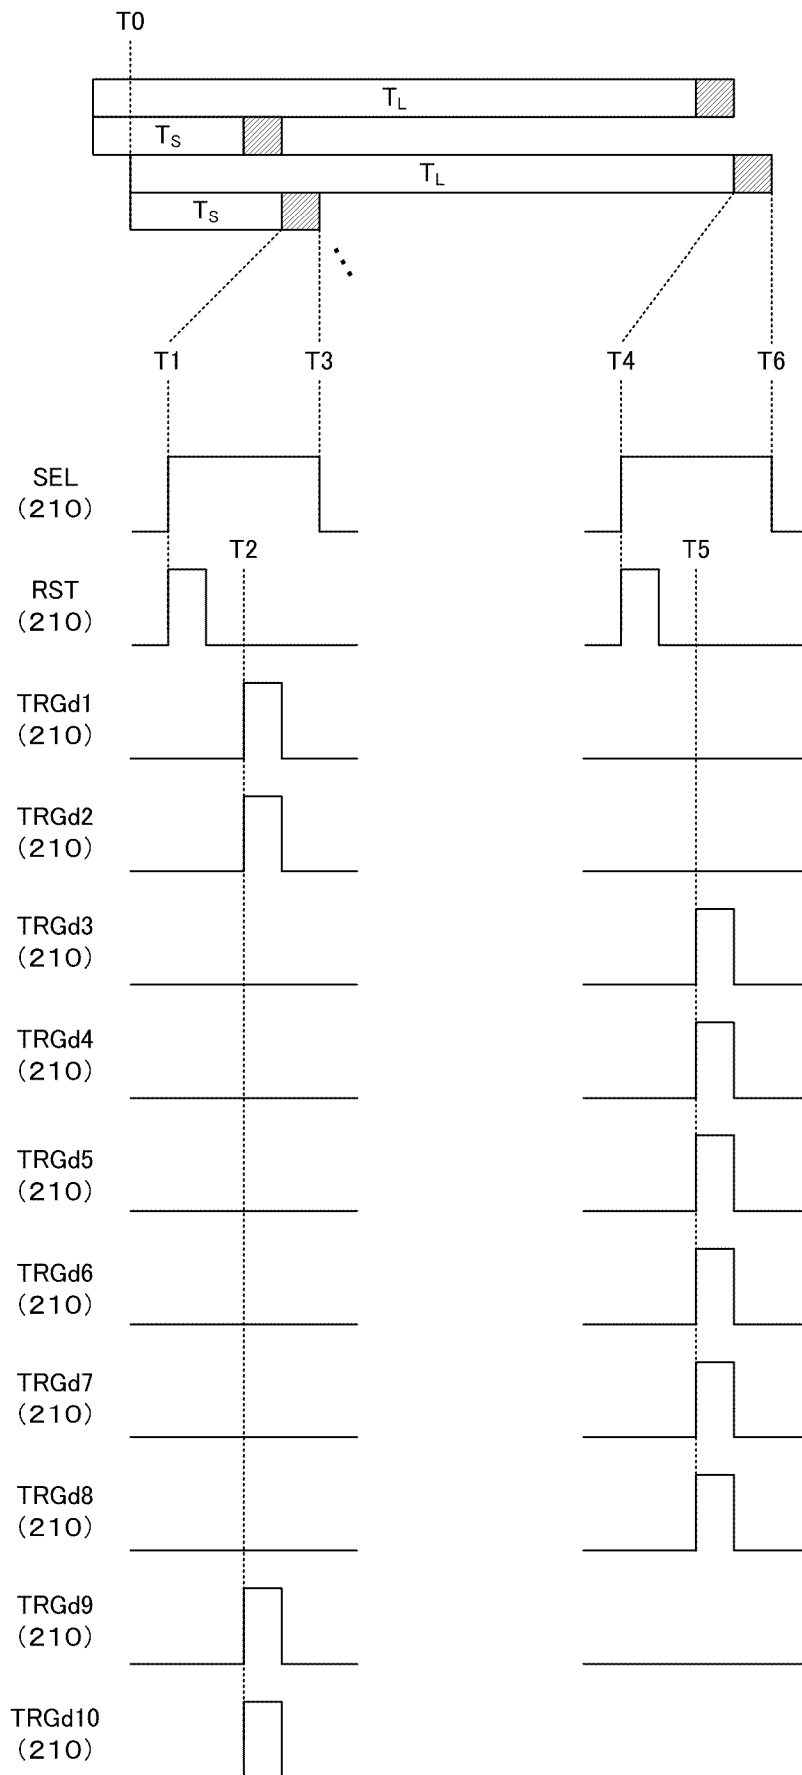 T0
TL
TS
TL
TS
T1 T3 T4 T6
SEL
(210)
T2 T5
RST
(210)
TRGd1
(210)
TRGd2
(210)
TRGd3
(210)
TRGd4
(210)
TRGd5
(210)
TRGd6
(210)
TRGd7
(210)
TRGd8
(210)
TRGd9
(210)
TRGd10
(210)